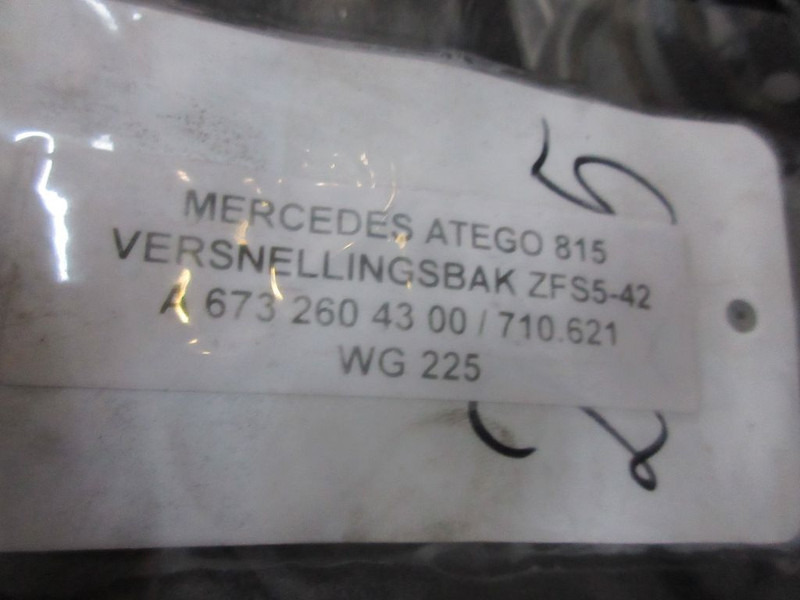 MERCEDES ATEGO 815
VERSNELLINGSBAK ZFS5-42
A 673 260 43 00 / 710.621
WG 225